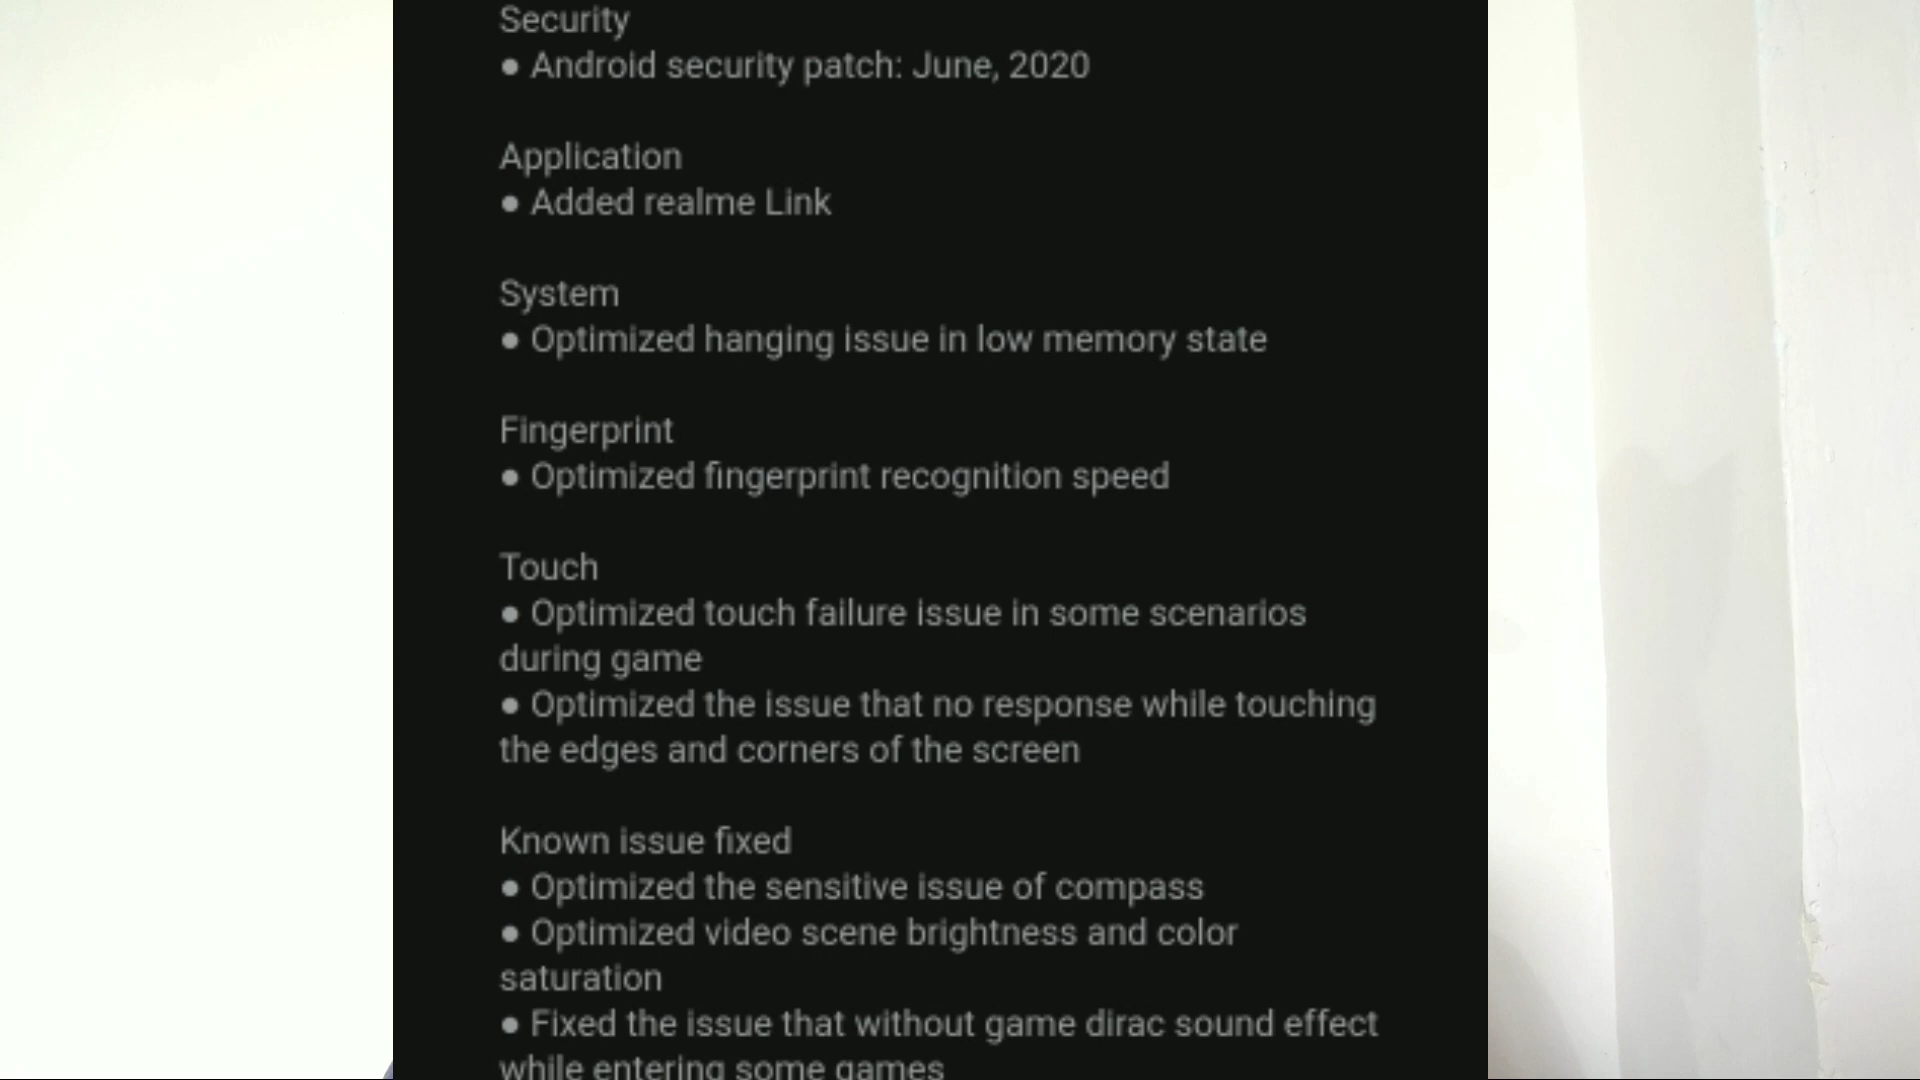 Security
● Android security patch: June, 2020
Application
● Added realme Link
System
● Optimized hanging issue in low memory state
Fingerprint
● Optimized fingerprint recognition speed
Touch
● Optimized touch failure issue in some scenarios
during game
● Optimized the issue that no response while touching
the edges and corners of the screen
Known issue fixed
● Optimized the sensitive issue of compass
● Optimized video scene brightness and color
saturation
● Fixed the issue that without game dirac sound effect
while entering some games